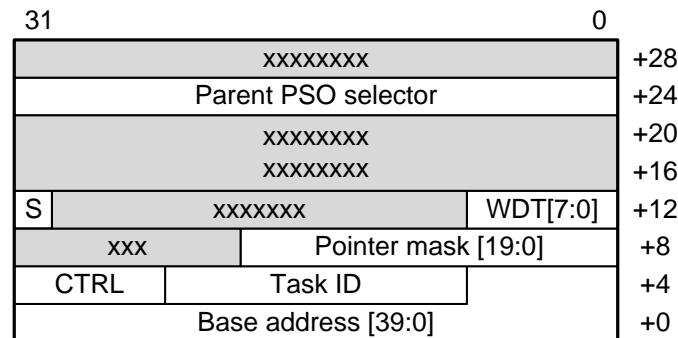 31 0
xxxxxxxx +28
Parent PSO selector +24
xxxxxxxx +20
xxxxxxxx +16
S xxxxxxx WDT[7:0] +12
xxx Pointer mask [19:0] +8
CTRL Task ID +4
Base address [39:0] +0